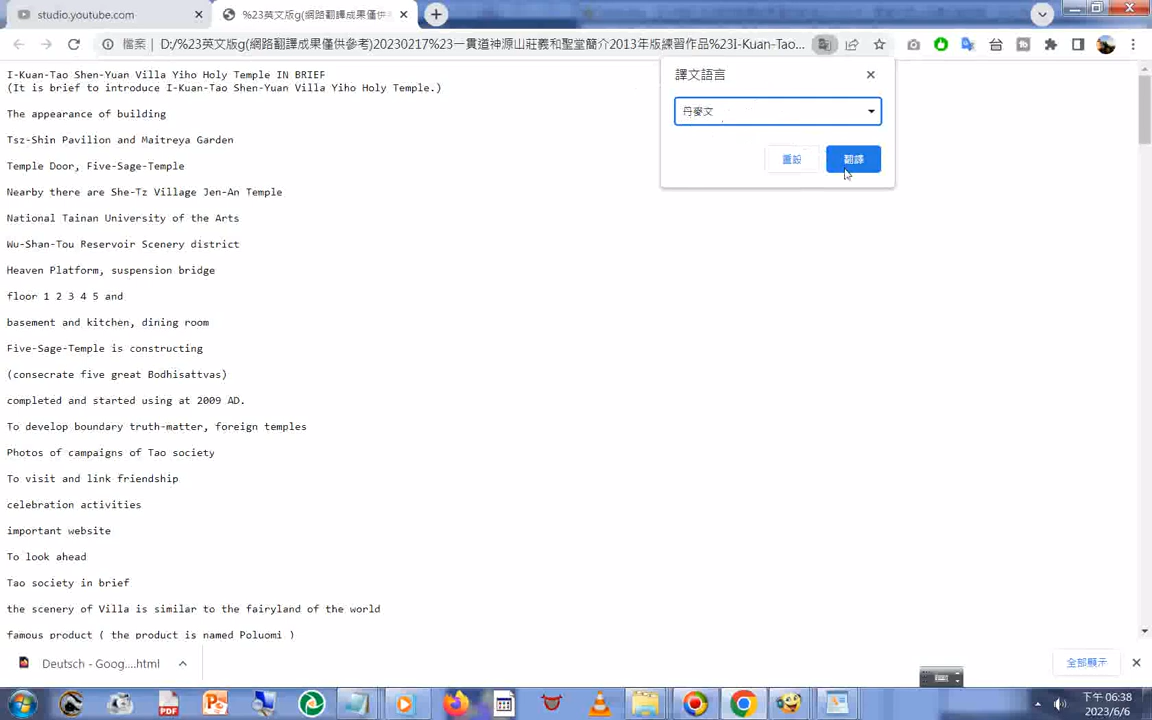 studio.youtube.com
%23英文版g(網路翻譯成果僅供
檔案
D:/%23英文版g(網路翻譯成果僅供參考)20230217%23一貫道神源山莊義和聖堂簡介2013年版練習作品%23I-Kuan-Tao...
譯文語言
丹麥文
重設
翻譯
I-Kuan-Tao Shen-Yuan Villa Yiho Holy Temple IN BRIEF
(It is brief to introduce I-Kuan-Tao Shen-Yuan Villa Yiho Holy Temple.)
The appearance of building
Tsz-Shin Pavilion and Maitreya Garden
Temple Door, Five-Sage-Temple
Nearby there are She-Tz Village Jen-An Temple
National Tainan University of the Arts
Wu-Shan-Tou Reservoir Scenery district
Heaven Platform, suspension bridge
floor 1 2 3 4 5 and
basement and kitchen, dining room
Five-Sage-Temple is constructing
(consecrate five great Bodhisattvas)
completed and started using at 2009 AD.
To develop boundary truth-matter, foreign temples
Photos of campaigns of Tao society
To visit and link friendship
celebration activities
important website
To look ahead
Tao society in brief
the scenery of Villa is similar to the fairyland of the world
famous product ( the product is named Poluomi )
Deutsch - Goog....html
全部顯示
下午 06:38
2023/6/6